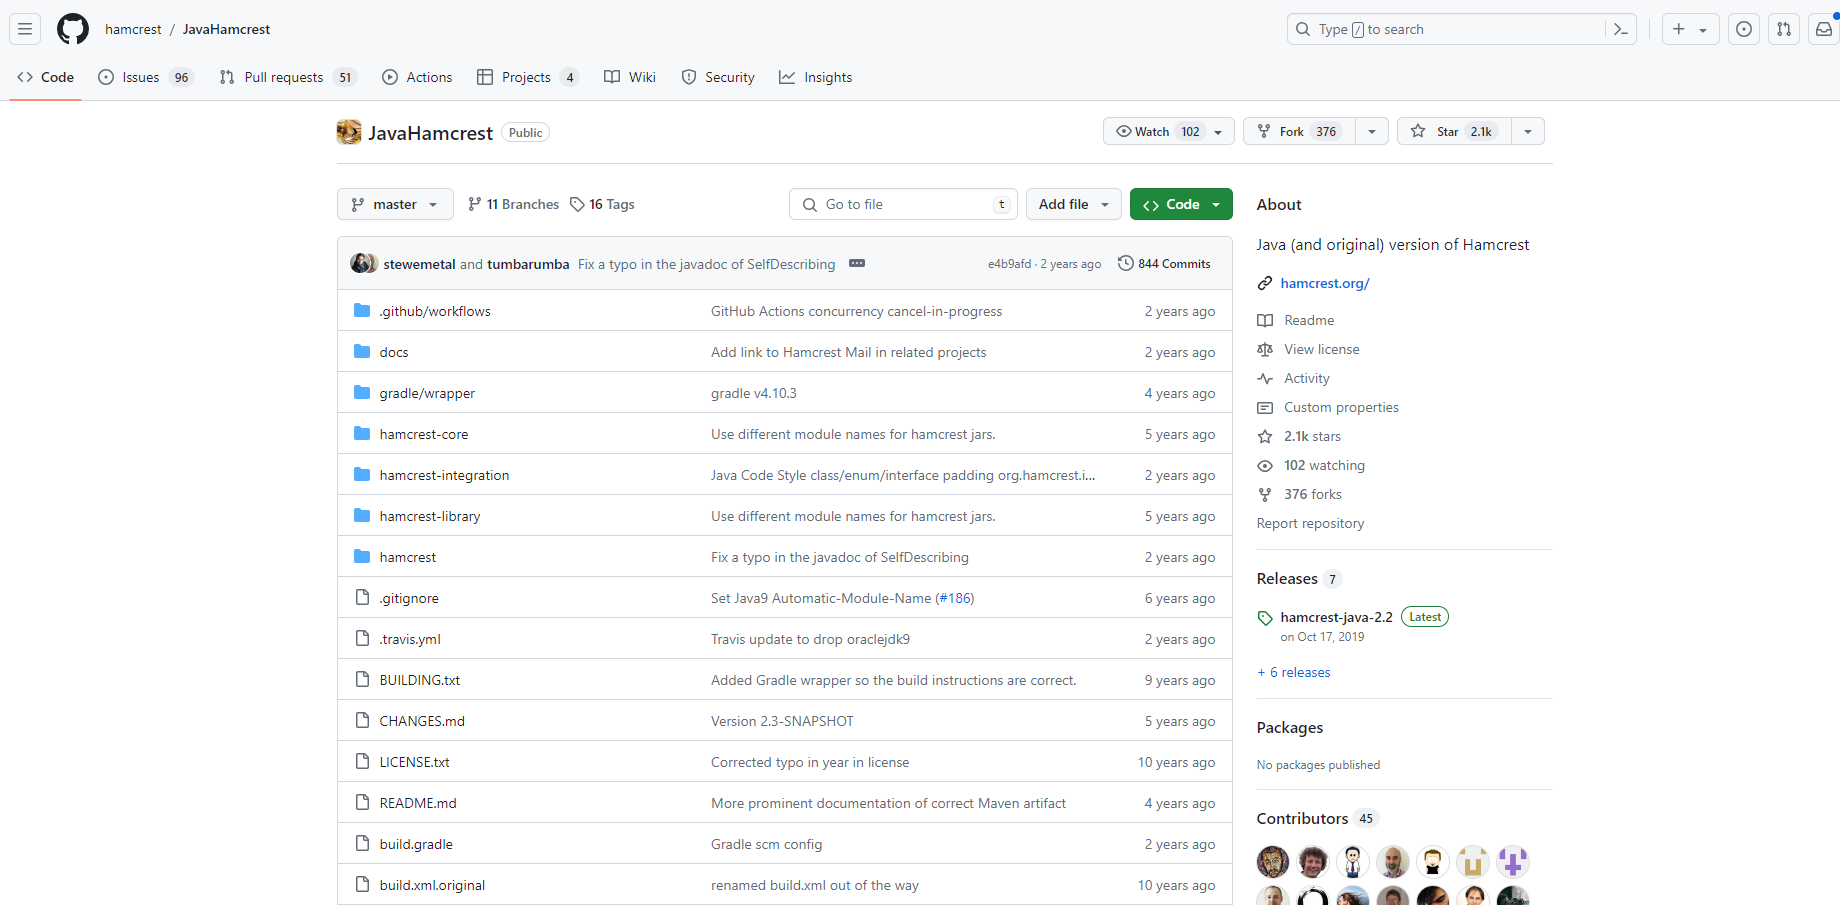 hamcrest / JavaHamcrest
Type / to search
Code Issues 96 Pull requests 51 Actions Projects 4 Wiki Security Insights
JavaHamcrest Public
Watch 102 Fork 376 Star 2.1k
master 11 Branches 16 Tags Go to file t Add file Code
stewemetal and tumbarumba Fix a typo in the javadoc of SelfDescribing e4b9afd · 2 years ago 844 Commits
.github/workflows GitHub Actions concurrency cancel-in-progress 2 years ago
docs Add link to Hamcrest Mail in related projects 2 years ago
gradle/wrapper gradle v4.10.3 4 years ago
hamcrest-core Use different module names for hamcrest jars. 5 years ago
hamcrest-integration Java Code Style class/enum/interface padding org.hamcrest.i... 2 years ago
hamcrest-library Use different module names for hamcrest jars. 5 years ago
hamcrest Fix a typo in the javadoc of SelfDescribing 2 years ago
.gitignore Set Java9 Automatic-Module-Name (#186) 6 years ago
.travis.yml Travis update to drop oraclejdk9 2 years ago
BUILDING.txt Added Gradle wrapper so the build instructions are correct. 9 years ago
CHANGES.md Version 2.3-SNAPSHOT 5 years ago
LICENSE.txt Corrected typo in year in license 10 years ago
README.md More prominent documentation of correct Maven artifact 4 years ago
build.gradle Gradle scm config 2 years ago
build.xml.original renamed build.xml out of the way 10 years ago
About
Java (and original) version of Hamcrest
hamcrest.org/
Readme
View license
Activity
Custom properties
2.1k stars
102 watching
376 forks
Report repository
Releases 7
hamcrest-java-2.2 Latest
on Oct 17, 2019
+ 6 releases
Packages
No packages published
Contributors 45